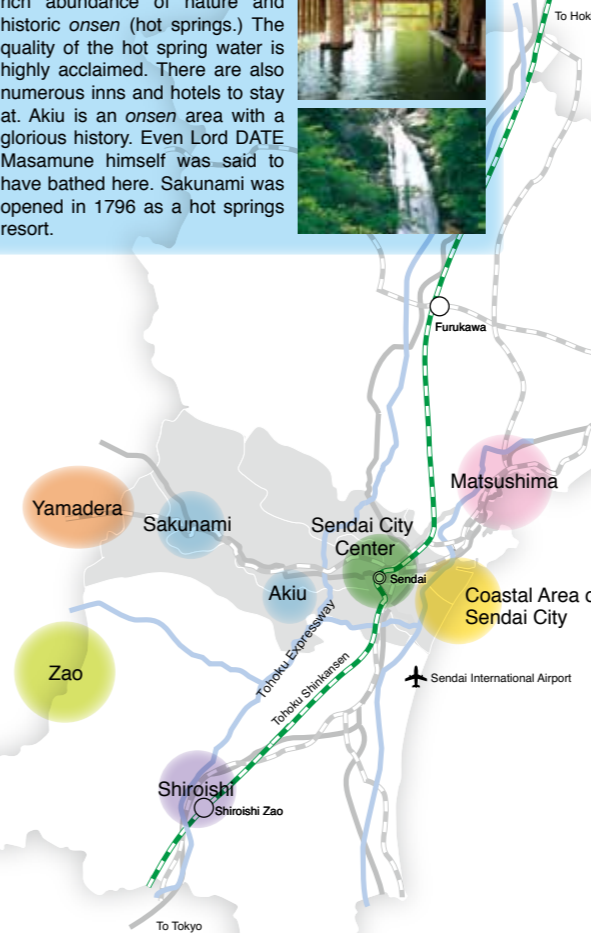 rich abundance of nature and
historic onsen (hot springs.) The
quality of the hot spring water is
highly acclaimed. There are also
numerous inns and hotels to stay
at. Akiu is an onsen area with a
glorious history. Even Lord DATE
Masamune himself was said to
have bathed here. Sakunami was
opened in 1796 as a hot springs
resort.
To Hok
Furukawa
Matsushima
Yamadera
Sakunami
Sendai City
Center
Sendai
Akiu
Coastal Area o
Sendai City
Tohoku Expressway
Zao
Tohoku Shinkansen
Sendai International Airport
Shiroishi
Shiroishi Zao
To Tokyo